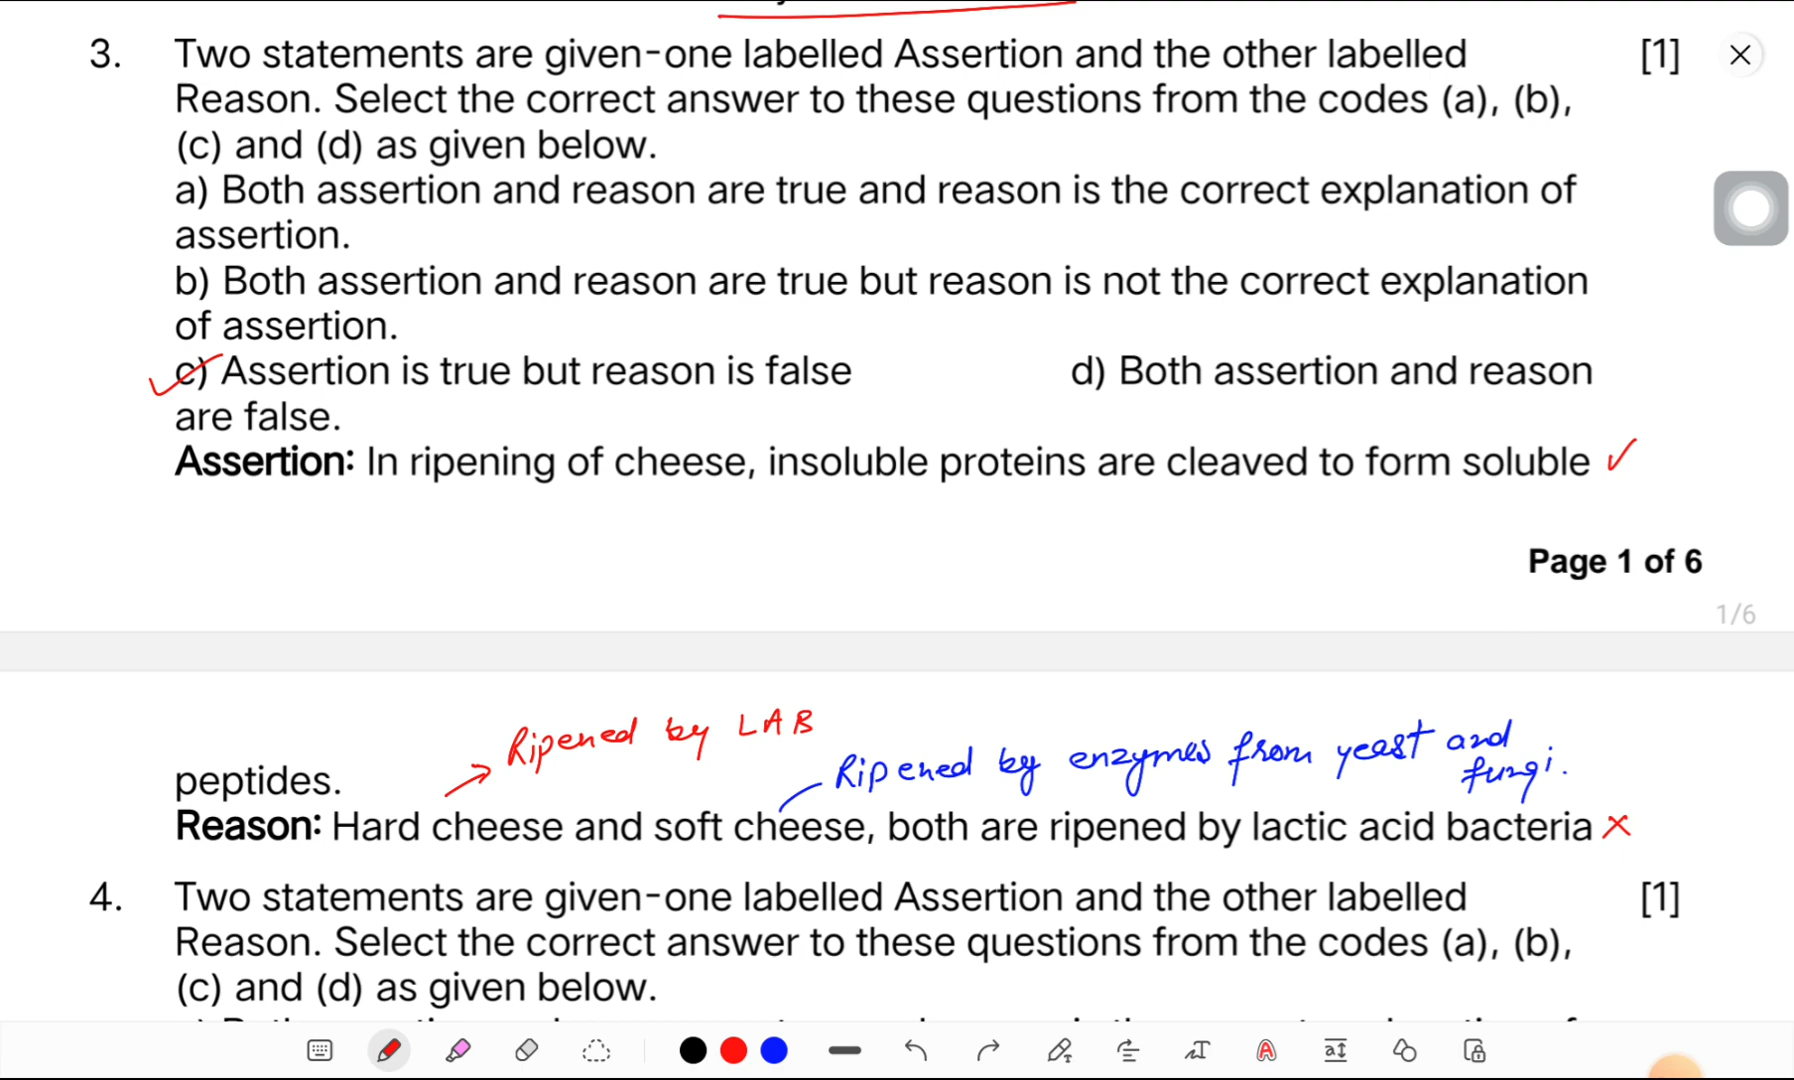 3. Two statements are given-one labelled Assertion and the other labelled [1]
Reason. Select the correct answer to these questions from the codes (a), (b),
(c) and (d) as given below.
a) Both assertion and reason are true and reason is the correct explanation of
assertion.
b) Both assertion and reason are true but reason is not the correct explanation
of assertion.
c) Assertion is true but reason is false d) Both assertion and reason
are false.
Assertion: In ripening of cheese, insoluble proteins are cleaved to form soluble
Page 1 of 6
1/6
Ripened by LAB
Ripened by enzymes from yeast and
fungi.
peptides.
Reason: Hard cheese and soft cheese, both are ripened by lactic acid bacteria
4. Two statements are given-one labelled Assertion and the other labelled [1]
Reason. Select the correct answer to these questions from the codes (a), (b),
(c) and (d) as given below.